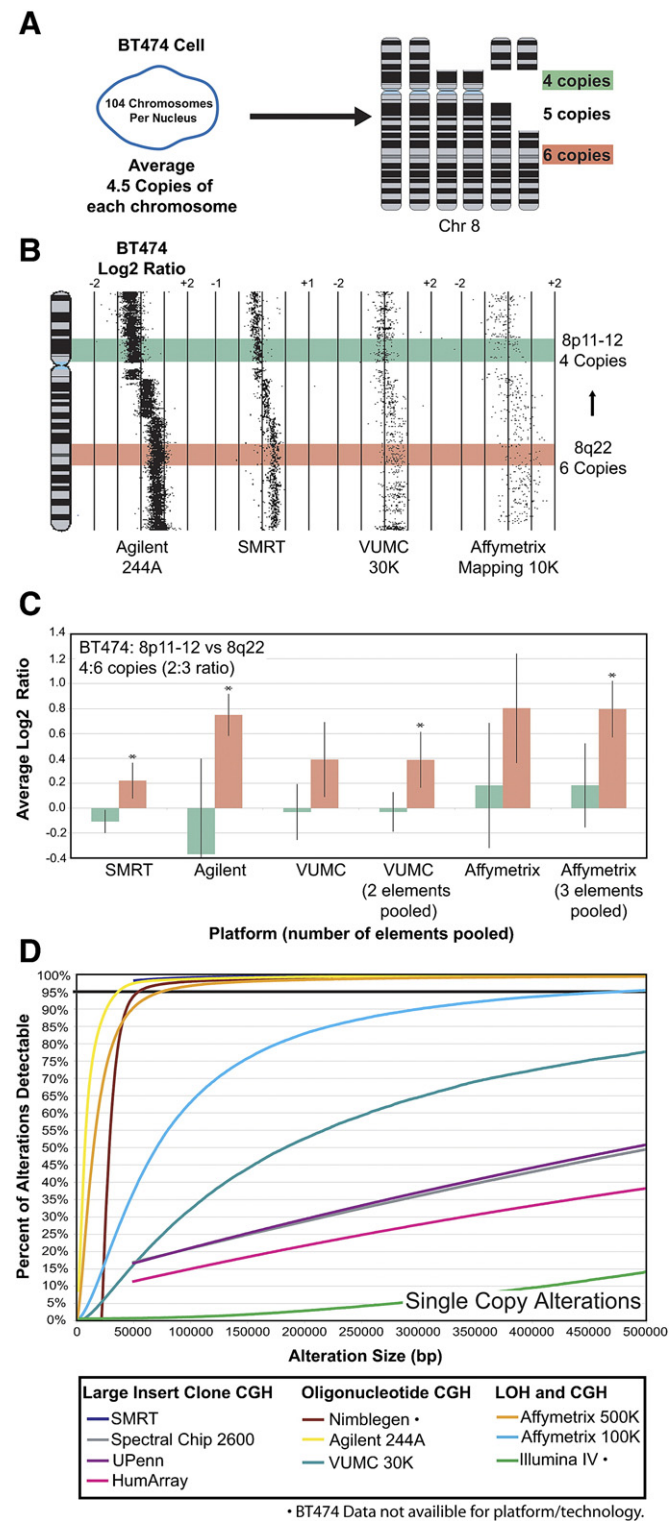 A
BT474 Cell
104 Chromosomes
Per Nucleus
Average
4.5 Copies of
each chromosome
4 copies
5 copies
6 copies
Chr 8
B
BT474
Log2 Ratio
-2 +2 -1 +1 -2 +2 -2 +2
8p11-12
4 Copies
8q22
6 Copies
Agilent
244A
SMRT
VUMC
30K
Affymetrix
Mapping 10K
C
Average Log2 Ratio
1.4
1.2
1.0
0.8
0.6
0.4
0.2
0.0
-0.2
-0.4
BT474: 8p11-12 vs 8q22
4:6 copies (2:3 ratio)
* * * *
SMRT
Agilent
VUMC
VUMC
(2 elements
pooled)
Affymetrix
Affymetrix
(3 elements
pooled)
Platform (number of elements pooled)
D
Percent of Alterations Detectable
100%
95%
90%
85%
80%
75%
70%
65%
60%
55%
50%
45%
40%
35%
30%
25%
20%
15%
10%
5%
0%
Single Copy Alterations
0 50000 100000 150000 200000 250000 300000 350000 400000 450000 500000
Alteration Size (bp)
Large Insert Clone CGH
SMRT
Spectral Chip 2600
UPenn
HumArray
Oligonucleotide CGH
Nimblegen •
Agilent 244A
VUMC 30K
LOH and CGH
Affymetrix 500K
Affymetrix 100K
Illumina IV •
• BT474 Data not availible for platform/technology.